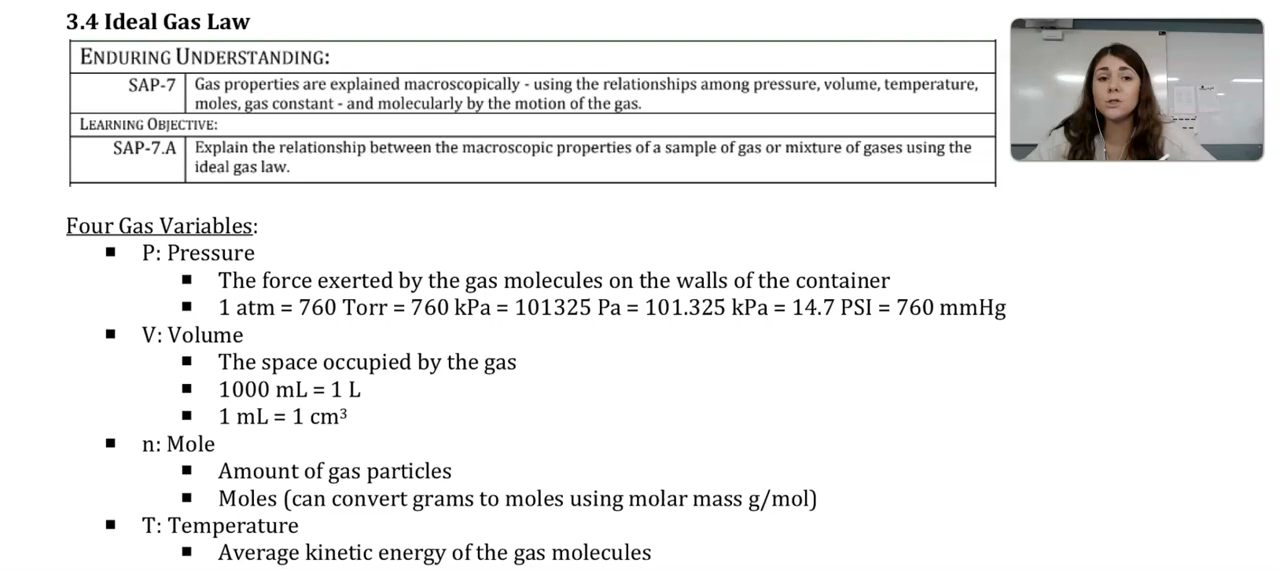 3.4 Ideal Gas Law
ENDURING UNDERSTANDING:
SAP-7 Gas properties are explained macroscopically - using the relationships among pressure, volume, temperature,
moles, gas constant - and molecularly by the motion of the gas.
LEARNING OBJECTIVE:
SAP-7.A Explain the relationship between the macroscopic properties of a sample of gas or mixture of gases using the
ideal gas law.
Four Gas Variables:
▪ P: Pressure
▪ The force exerted by the gas molecules on the walls of the container
▪ 1 atm = 760 Torr = 760 kPa = 101325 Pa = 101.325 kPa = 14.7 PSI = 760 mmHg
▪ V: Volume
▪ The space occupied by the gas
▪ 1000 mL = 1 L
▪ 1 mL = 1 cm³
▪ n: Mole
▪ Amount of gas particles
▪ Moles (can convert grams to moles using molar mass g/mol)
▪ T: Temperature
▪ Average kinetic energy of the gas molecules